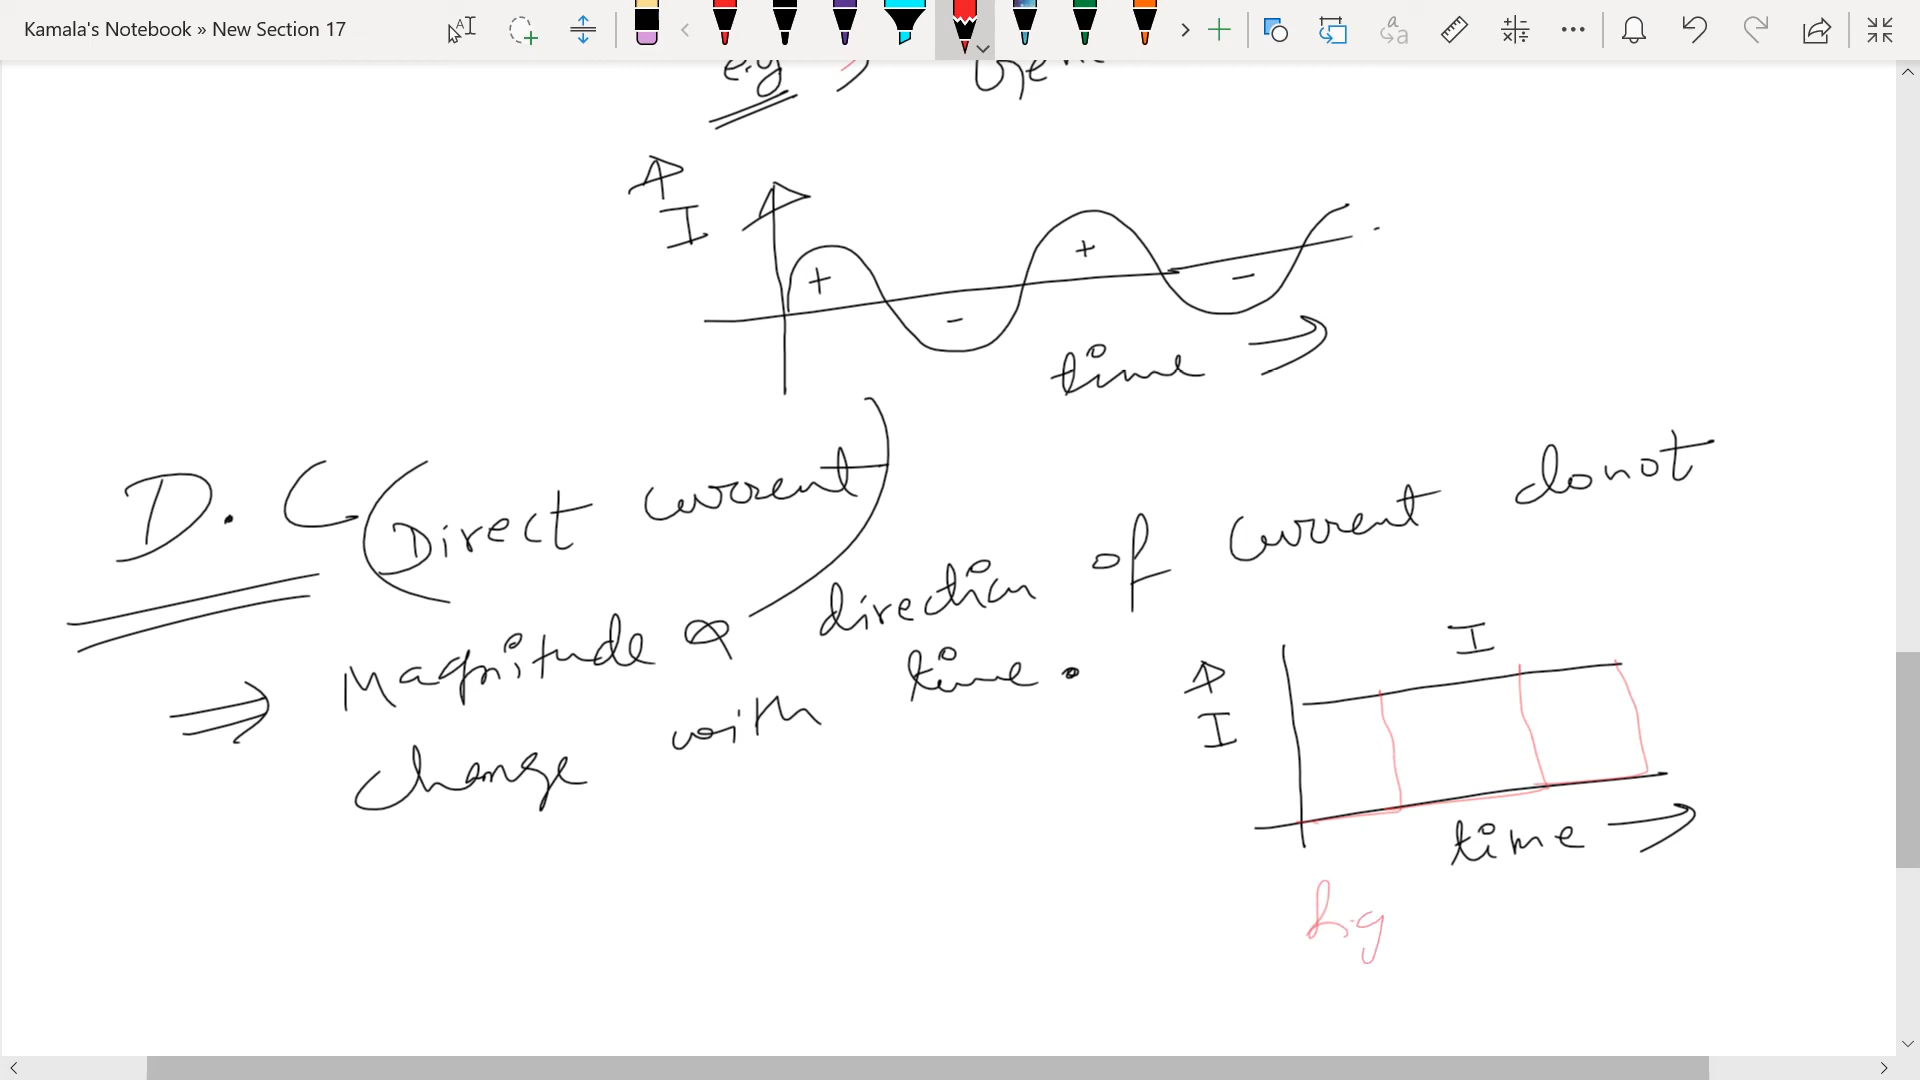 Kamala's Notebook » New Section 17
e.g
I
+ - + -
time
D.C (Direct current)
Magnitude & direction of current donot
change with time.
I
I
time